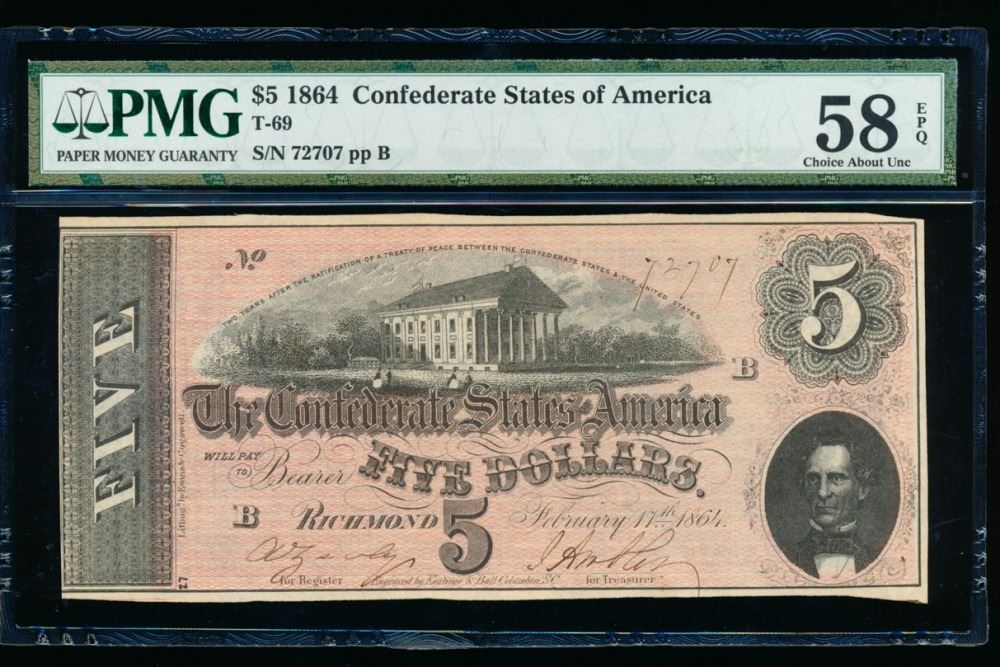 PMG
PAPER MONEY GUARANTY
$5 1864 Confederate States of America
T-69
S/N 72707 pp B
58 EPQ
Choice About Unc
FIVE
No
72707
TWO YEARS AFTER THE RATIFICATION OF A TREATY OF PEACE BETWEEN THE CONFEDERATE STATES & THE UNITED STATES
5
B
The Confederate States of America
WILL PAY TO Bearer FIVE DOLLARS.
B
RICHMOND 5 February 17th 1864.
for Register
Engraved by Keatinge & Ball Columbia, S.C.
for Treasurer
27